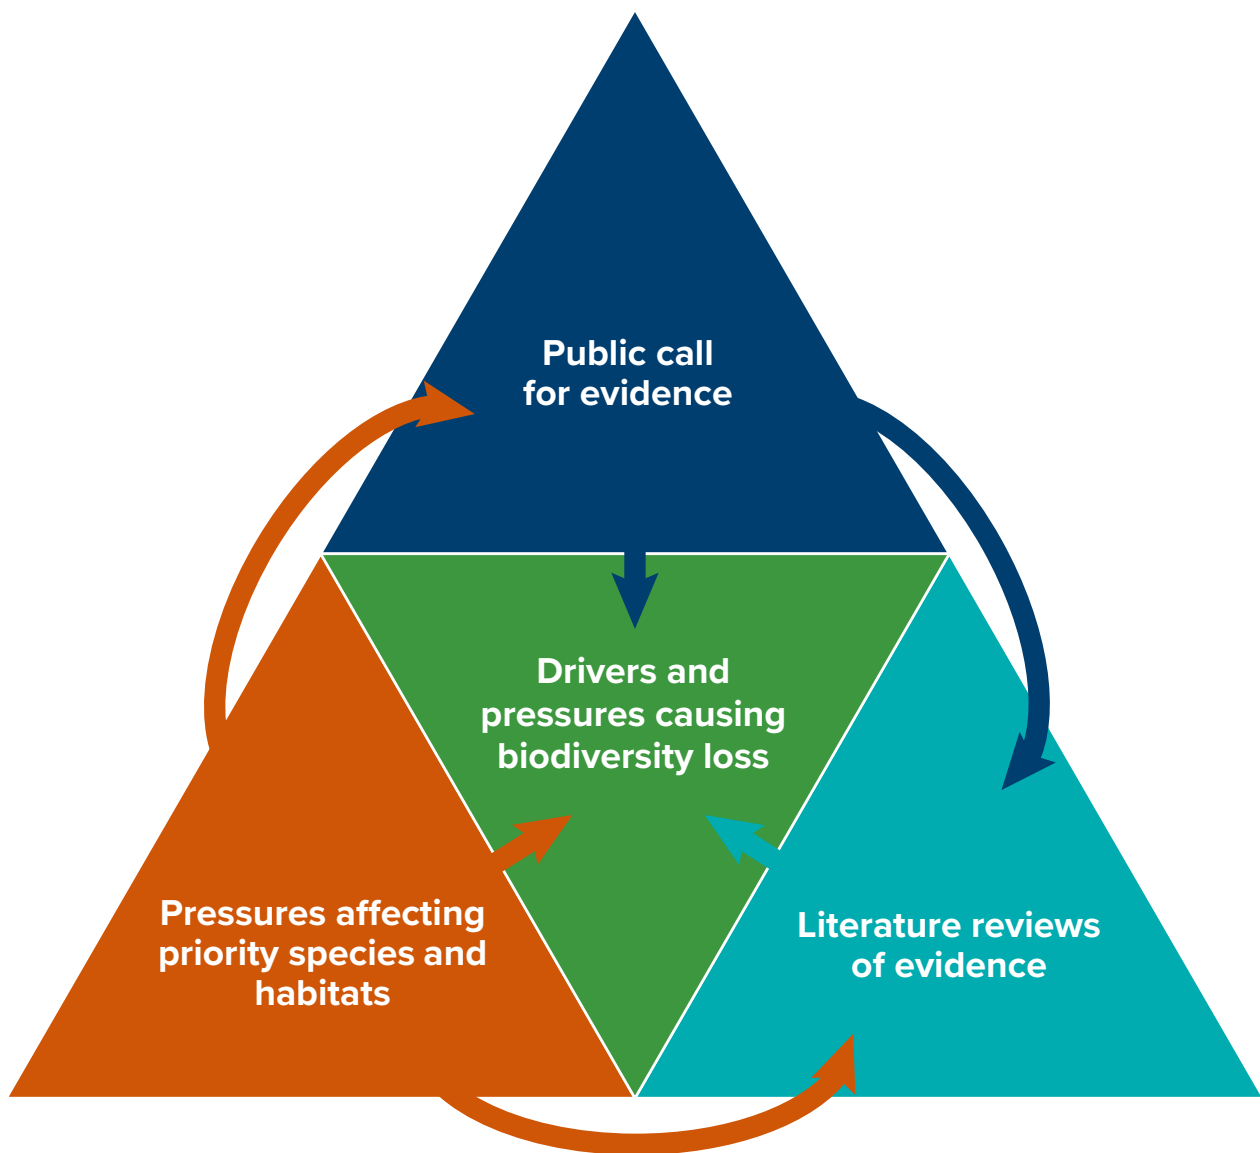 Public call
for evidence
Drivers and
pressures causing
biodiversity loss
Pressures affecting
priority species and
habitats
Literature reviews
of evidence